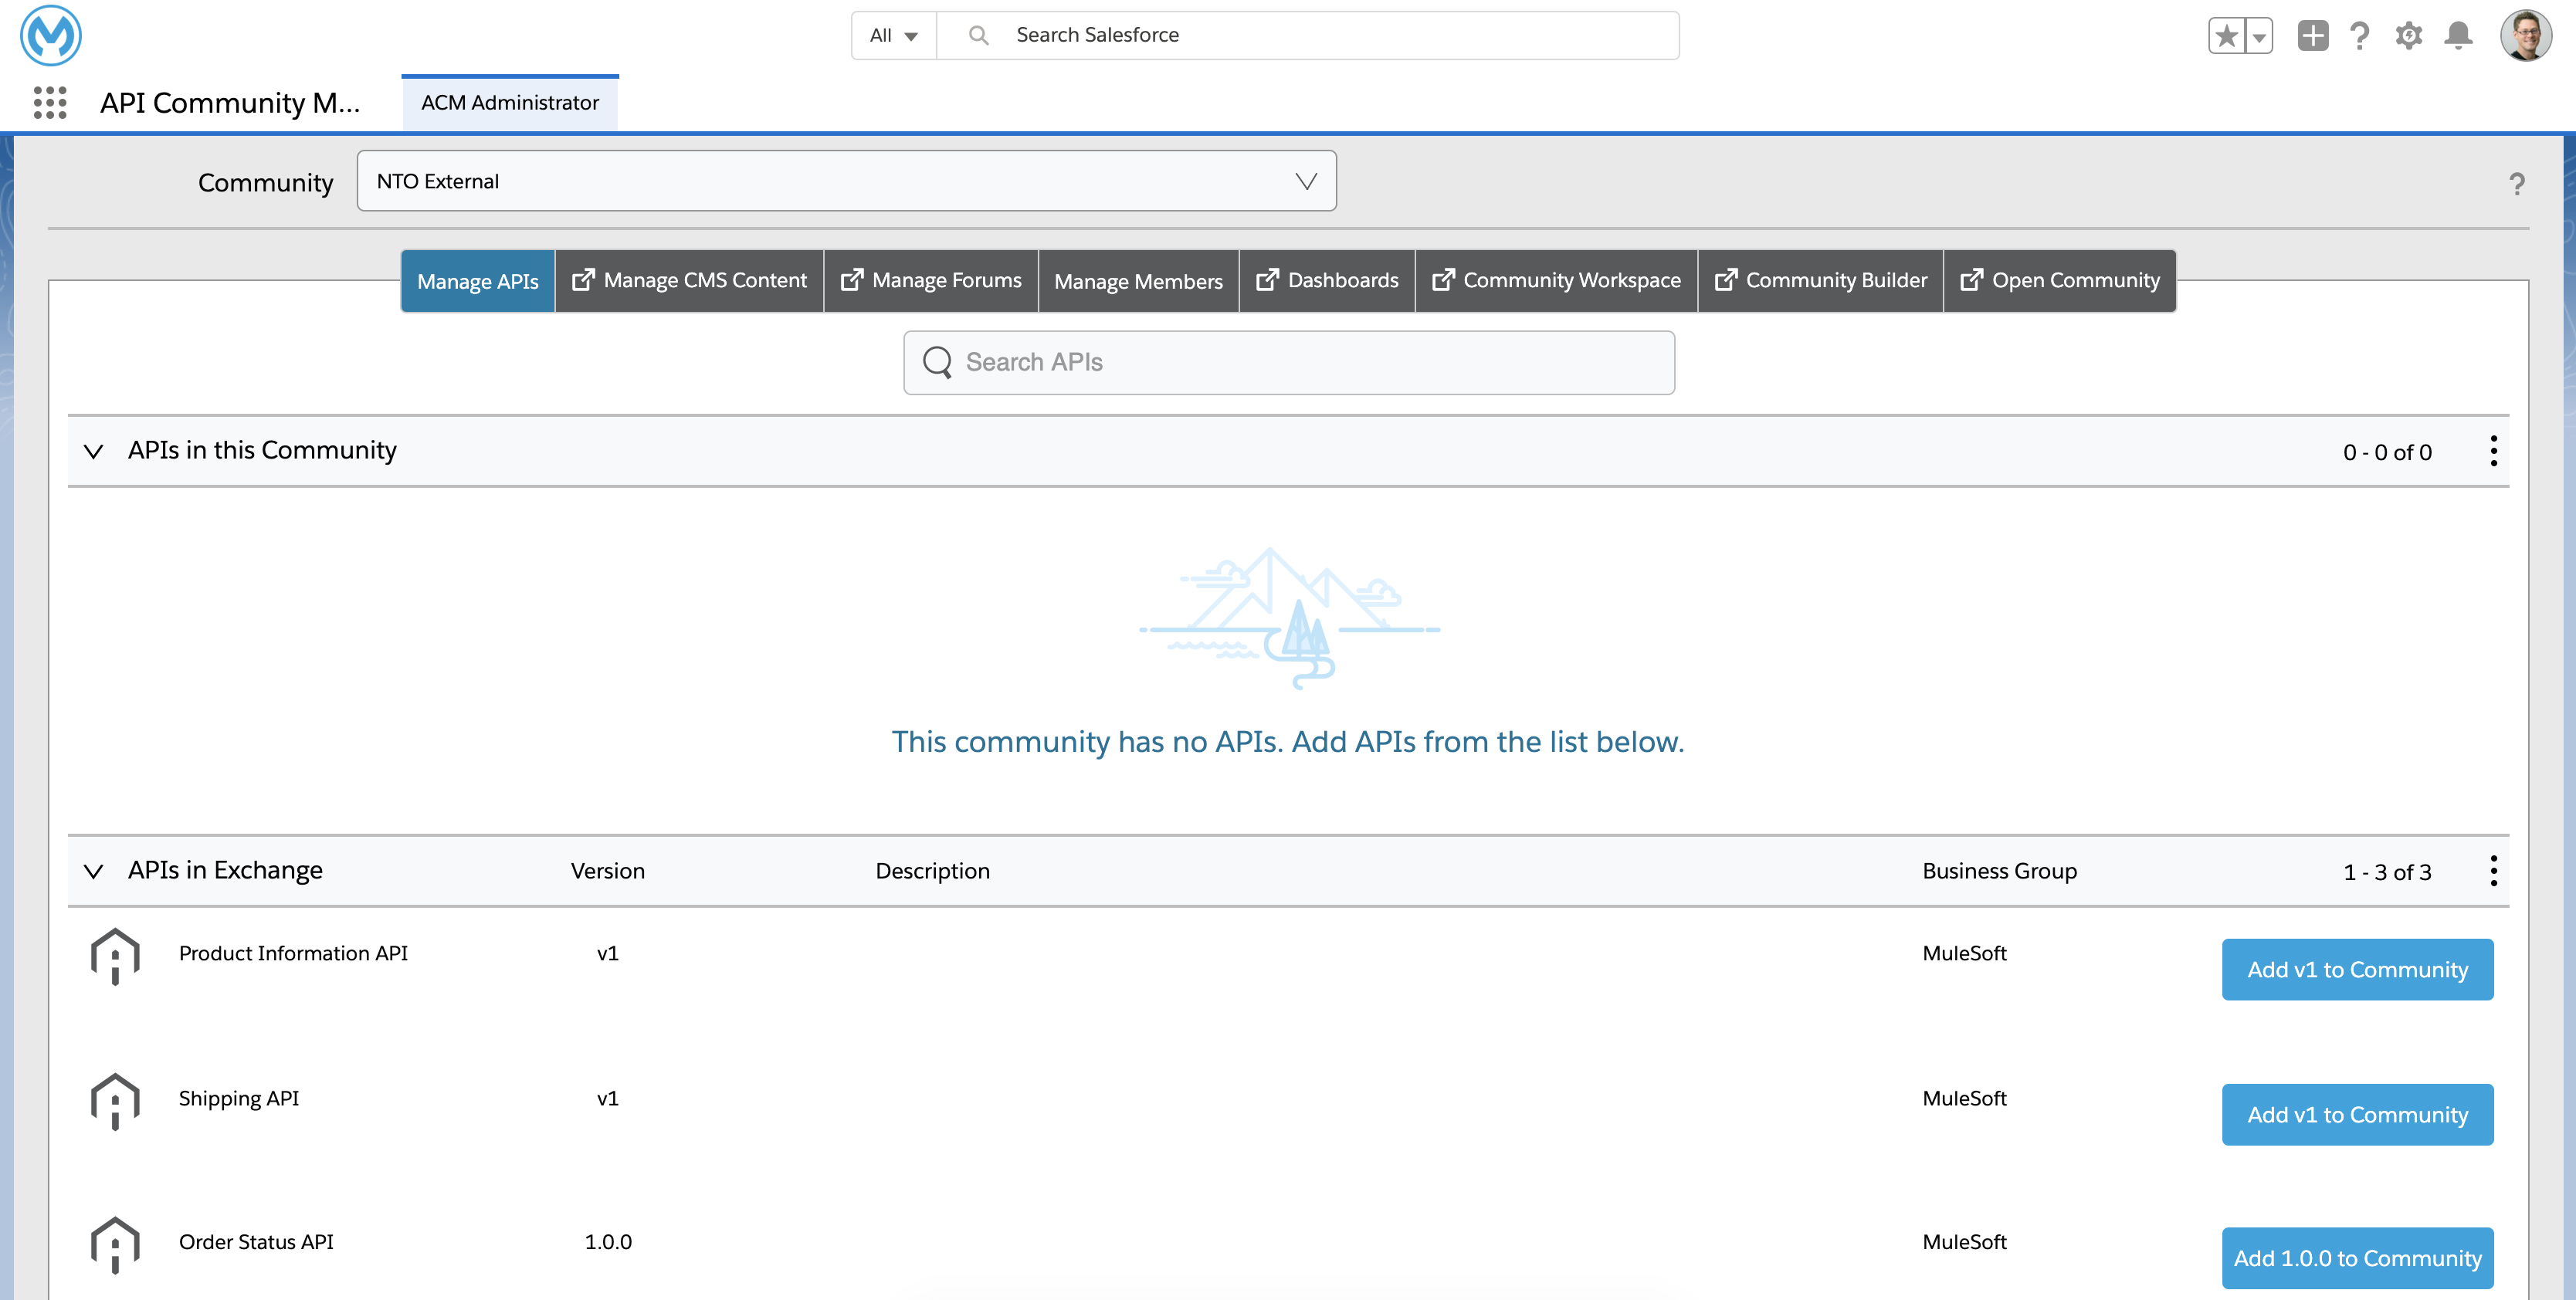 All
Search Salesforce
API Community M...
ACM Administrator
Community
NTO External
?
Manage APIs
Manage CMS Content
Manage Forums
Manage Members
Dashboards
Community Workspace
Community Builder
Open Community
Search APIs
APIs in this Community
0 - 0 of 0
This community has no APIs. Add APIs from the list below.
APIs in Exchange
Version
Description
Business Group
1 - 3 of 3
Product Information API
v1
MuleSoft
Add v1 to Community
Shipping API
v1
MuleSoft
Add v1 to Community
Order Status API
1.0.0
MuleSoft
Add 1.0.0 to Community